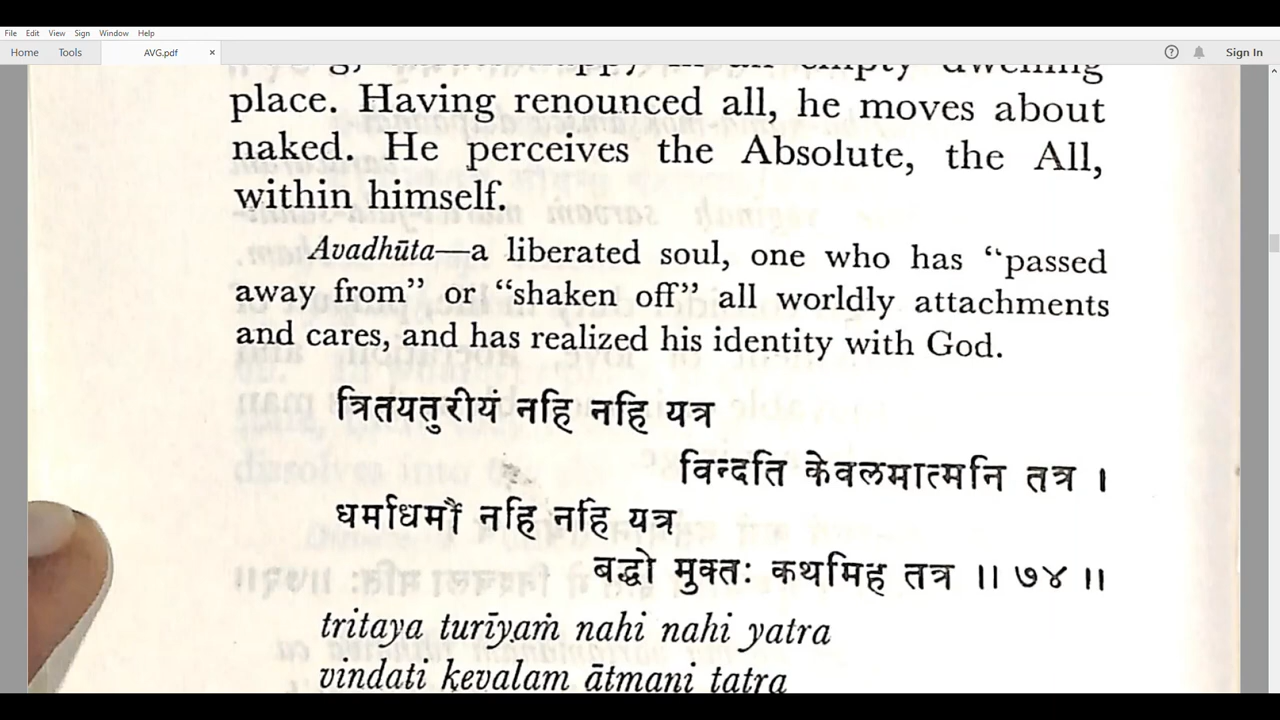 File Edit View Sign Window Help
Home Tools AVG.pdf × Sign In
empty dwelling
place. Having renounced all, he moves about
naked. He perceives the Absolute, the All,
within himself.
Avadhūta—a liberated soul, one who has “passed
away from” or “shaken off” all worldly attachments
and cares, and has realized his identity with God.
त्रितयतुरीयं नहि नहि यत्र
विन्दति केवलमात्मनि तत्र ।
धर्माधर्मौ नहि नहि यत्र
बद्धो मुक्तः कथमिह तत्र ॥ ७४ ॥
tritaya turīyaṁ nahi nahi yatra
vindati kevalam ātmani tatra